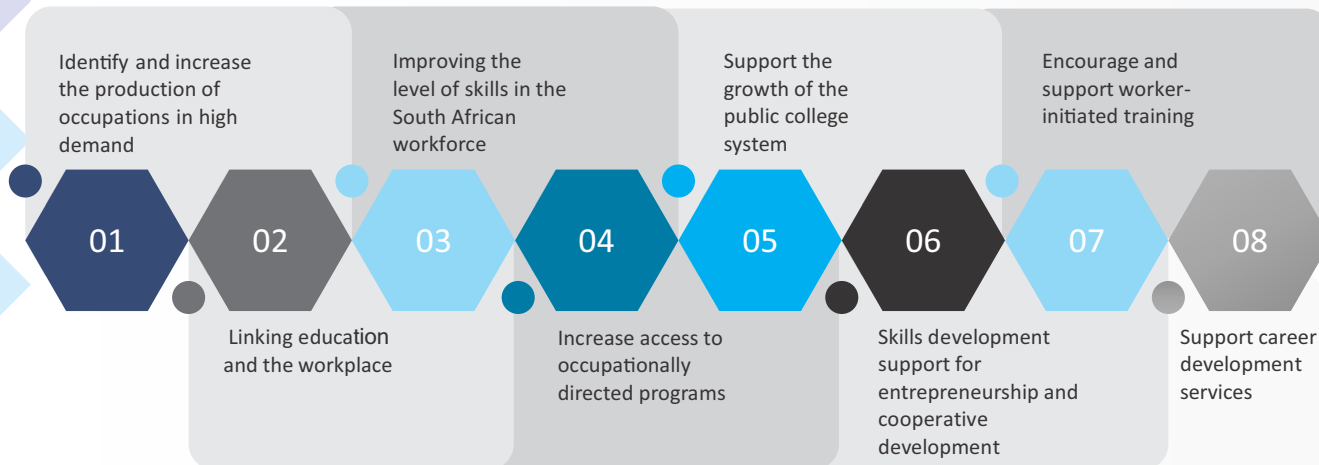 Identify and increase
the production of
occupations in high
demand
Improving the
level of skills in the
South African
workforce
Support the
growth of the
public college
system
Encourage and
support worker-
initiated training
01
02
03
04
05
06
07
08
Linking education
and the workplace
Increase access to
occupationally
directed programs
Skills development
support for
entrepreneurship and
cooperative
development
Support career
development
services